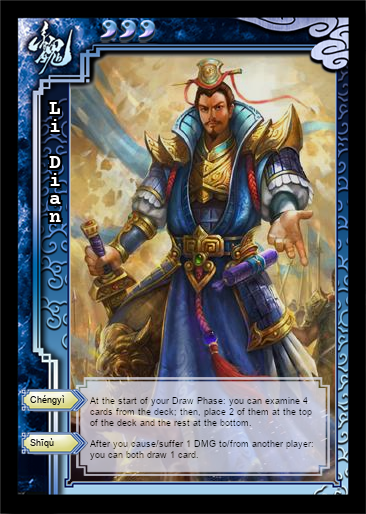 魏
Li Dian
Chéngyì
At the start of your Draw Phase: you can examine 4
cards from the deck; then, place 2 of them at the top
of the deck and the rest at the bottom.
Shīqù
After you cause/suffer 1 DMG to/from another player:
you can both draw 1 card.